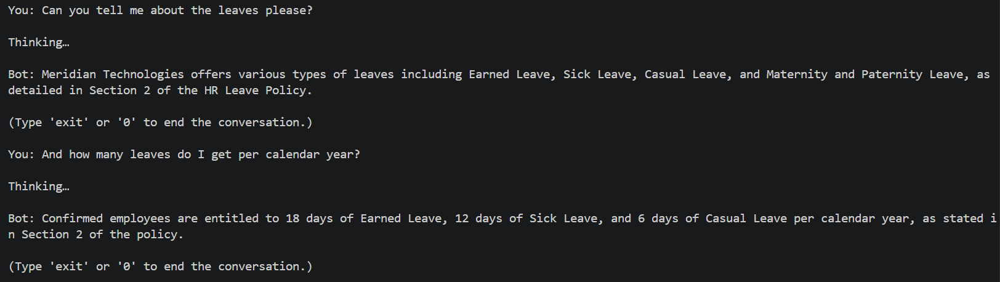 You: Can you tell me about the leaves please?
Thinking…
Bot: Meridian Technologies offers various types of leaves including Earned Leave, Sick Leave, Casual Leave, and Maternity and Paternity Leave, as
detailed in Section 2 of the HR Leave Policy.
(Type 'exit' or '0' to end the conversation.)
You: And how many leaves do I get per calendar year?
Thinking…
Bot: Confirmed employees are entitled to 18 days of Earned Leave, 12 days of Sick Leave, and 6 days of Casual Leave per calendar year, as stated i
n Section 2 of the policy.
(Type 'exit' or '0' to end the conversation.)